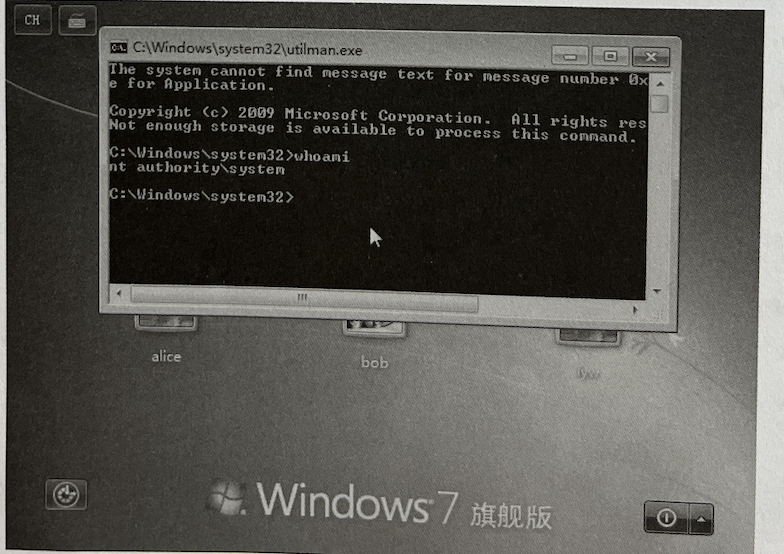 CH
C:\Windows\system32\utilman.exe
The system cannot find message text for message number 0x
e for Application.
Copyright (c) 2009 Microsoft Corporation. All rights res
Not enough storage is available to process this command.
C:\Windows\system32>whoami
nt authority\system
C:\Windows\system32>
alice
bob
Windows 7 旗舰版